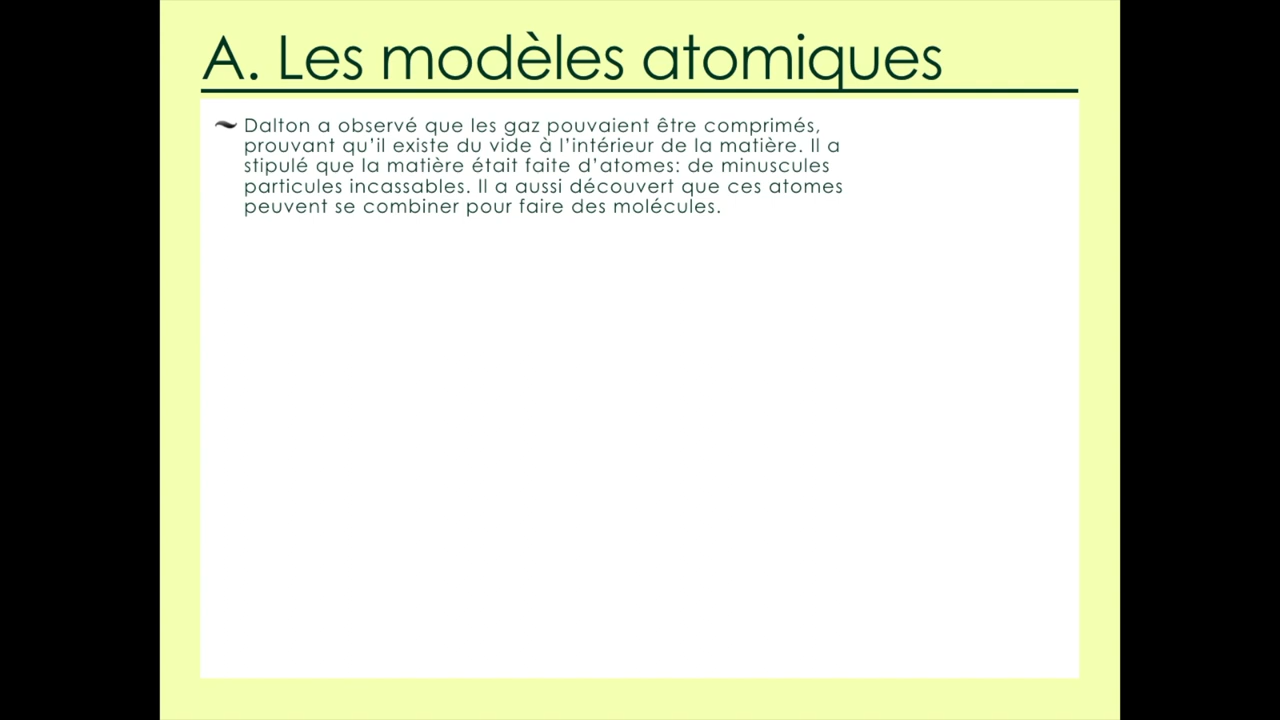 A. Les modèles atomiques
Dalton a observé que les gaz pouvaient être comprimés,
prouvant qu’il existe du vide à l’intérieur de la matière. Il a
stipulé que la matière était faite d’atomes: de minuscules
particules incassables. Il a aussi découvert que ces atomes
peuvent se combiner pour faire des molécules.